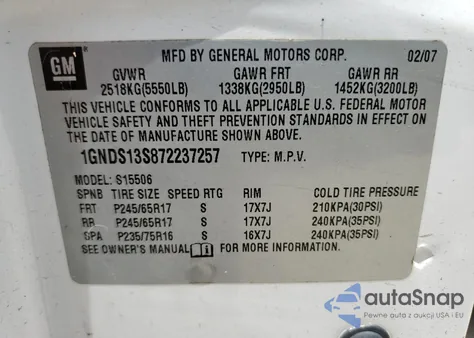 GM
MFD BY GENERAL MOTORS CORP. 02/07
GVWR GAWR FRT GAWR RR
2518KG(5550LB) 1338KG(2950LB) 1452KG(3200LB)
THIS VEHICLE CONFORMS TO ALL APPLICABLE U.S. FEDERAL MOTOR
VEHICLE SAFETY AND THEFT PREVENTION STANDARDS IN EFFECT ON
THE DATE OF MANUFACTURE SHOWN ABOVE.
1GNDS13S872237257 TYPE: M.P.V.
MODEL: S15506
SPNB TIRE SIZE SPEED RTG RIM COLD TIRE PRESSURE
FRT P245/65R17 S 17X7J 210KPA(30PSI)
RR P245/65R17 S 17X7J 240KPA(35PSI)
SPA P235/75R16 S 16X7J 240KPA(35PSI)
SEE OWNER'S MANUAL FOR MORE INFORMATION.
autoSnap
Pewne auta z USA i EU